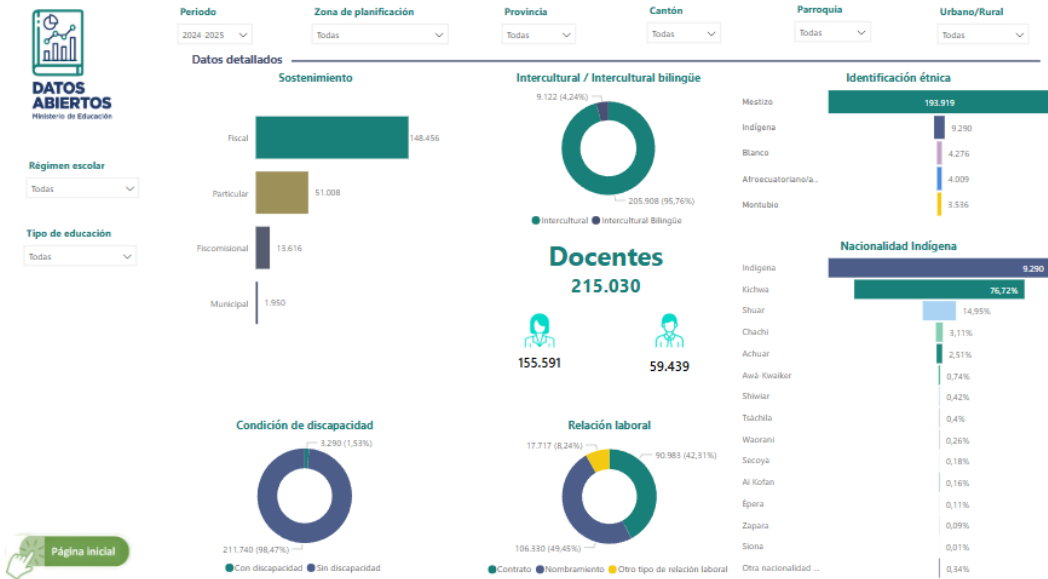 DATOS
ABIERTOS
Ministerio de Educación
Periodo
2024-2025
Zona de planificación
Todas
Provincia
Todas
Cantón
Todas
Parroquia
Todas
Urbano/Rural
Todas
Régimen escolar
Todas
Tipo de educación
Todas
Datos detallados
Sostenimiento
Fiscal 148.456
Particular 51.008
Fiscomisional 13.616
Municipal 1.950
Intercultural / Intercultural bilingüe
9.122 (4,24%)
205.908 (95,76%)
Intercultural Intercultural Bilingüe
Docentes
215.030
155.591
59.439
Identificación étnica
Mestizo 193.919
Indígena 9.290
Blanco 4.276
Afroecuatoriano/a... 4.009
Montubio 3.536
Nacionalidad Indígena
Indigena 9.290
Kichwa 76,72%
Shuar 14,95%
Chachi 3,11%
Achuar 2,51%
Awá-Kwaiker 0,74%
Shiwiar 0,42%
Tsáchila 0,4%
Waorani 0,26%
Secoya 0,18%
Ai Kofan 0,16%
Épera 0,11%
Zapara 0,09%
Siona 0,01%
Otra nacionalidad ... 0,34%
Condición de discapacidad
3.290 (1,53%)
211.740 (98,47%)
Con discapacidad Sin discapacidad
Relación laboral
17.717 (8,24%)
90.983 (42,31%)
106.330 (49,45%)
Contrato Nombramiento Otro tipo de relación laboral
Página inicial